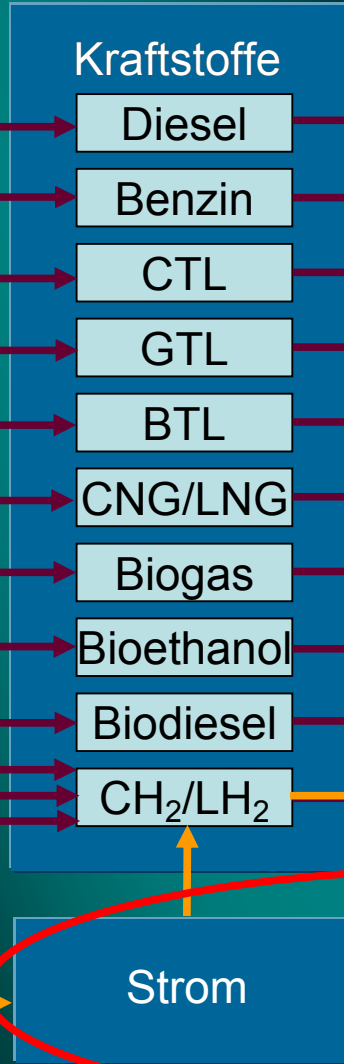 Kraftstoffe
Diesel
Benzin
CTL
GTL
BTL
CNG/LNG
Biogas
Bioethanol
Biodiesel
CH₂/LH₂
Strom